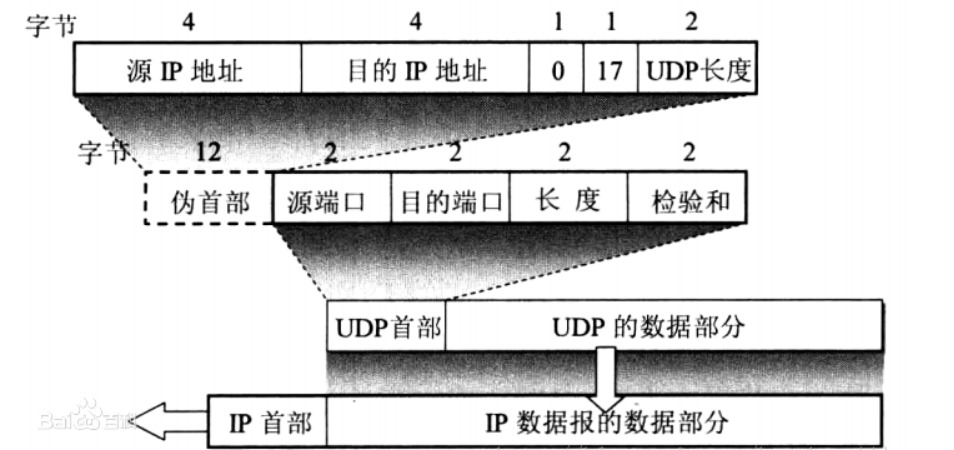 字节 4 4 1 1 2
源 IP 地址 目的 IP 地址 0 17 UDP长度
字节 12 2 2 2 2
伪首部 源端口 目的端口 长 度 检验和
UDP首部 UDP 的数据部分
IP 首部 IP 数据报的数据部分
Bai百科